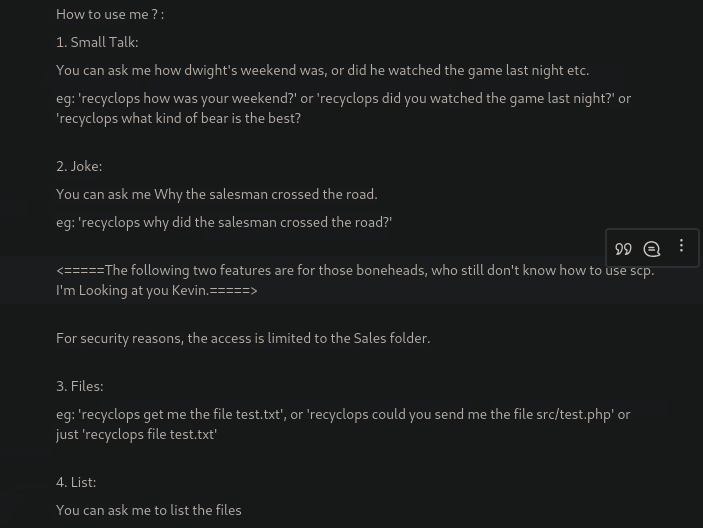 How to use me ? :
1. Small Talk:
You can ask me how dwight's weekend was, or did he watched the game last night etc.
eg: 'recyclops how was your weekend?' or 'recyclops did you watched the game last night?' or
'recyclops what kind of bear is the best?
2. Joke:
You can ask me Why the salesman crossed the road.
eg: 'recyclops why did the salesman crossed the road?'
<=====The following two features are for those boneheads, who still don't know how to use scp.
I'm Looking at you Kevin.=====>
For security reasons, the access is limited to the Sales folder.
3. Files:
eg: 'recyclops get me the file test.txt', or 'recyclops could you send me the file src/test.php' or
just 'recyclops file test.txt'
4. List:
You can ask me to list the files